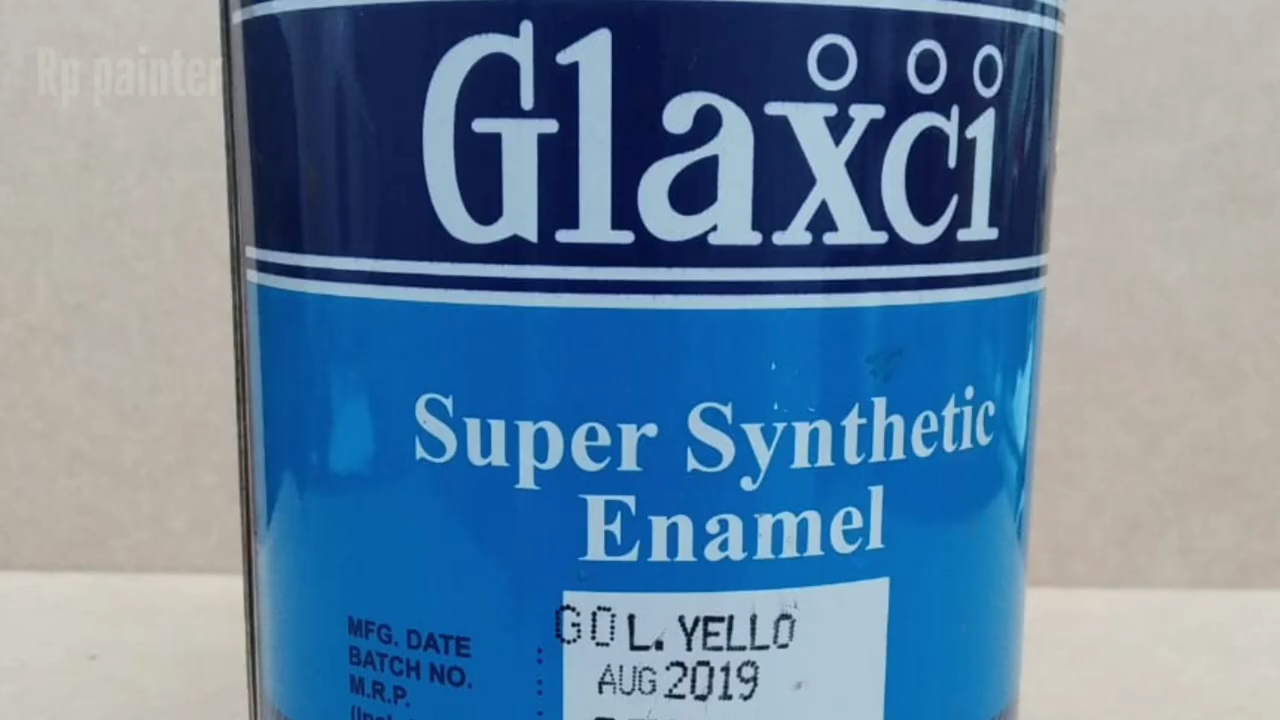 Rp painter
Glaxci
Super Synthetic
Enamel
GOL. YELLO
MFG. DATE :
AUG 2019
BATCH NO. :
M.R.P. :